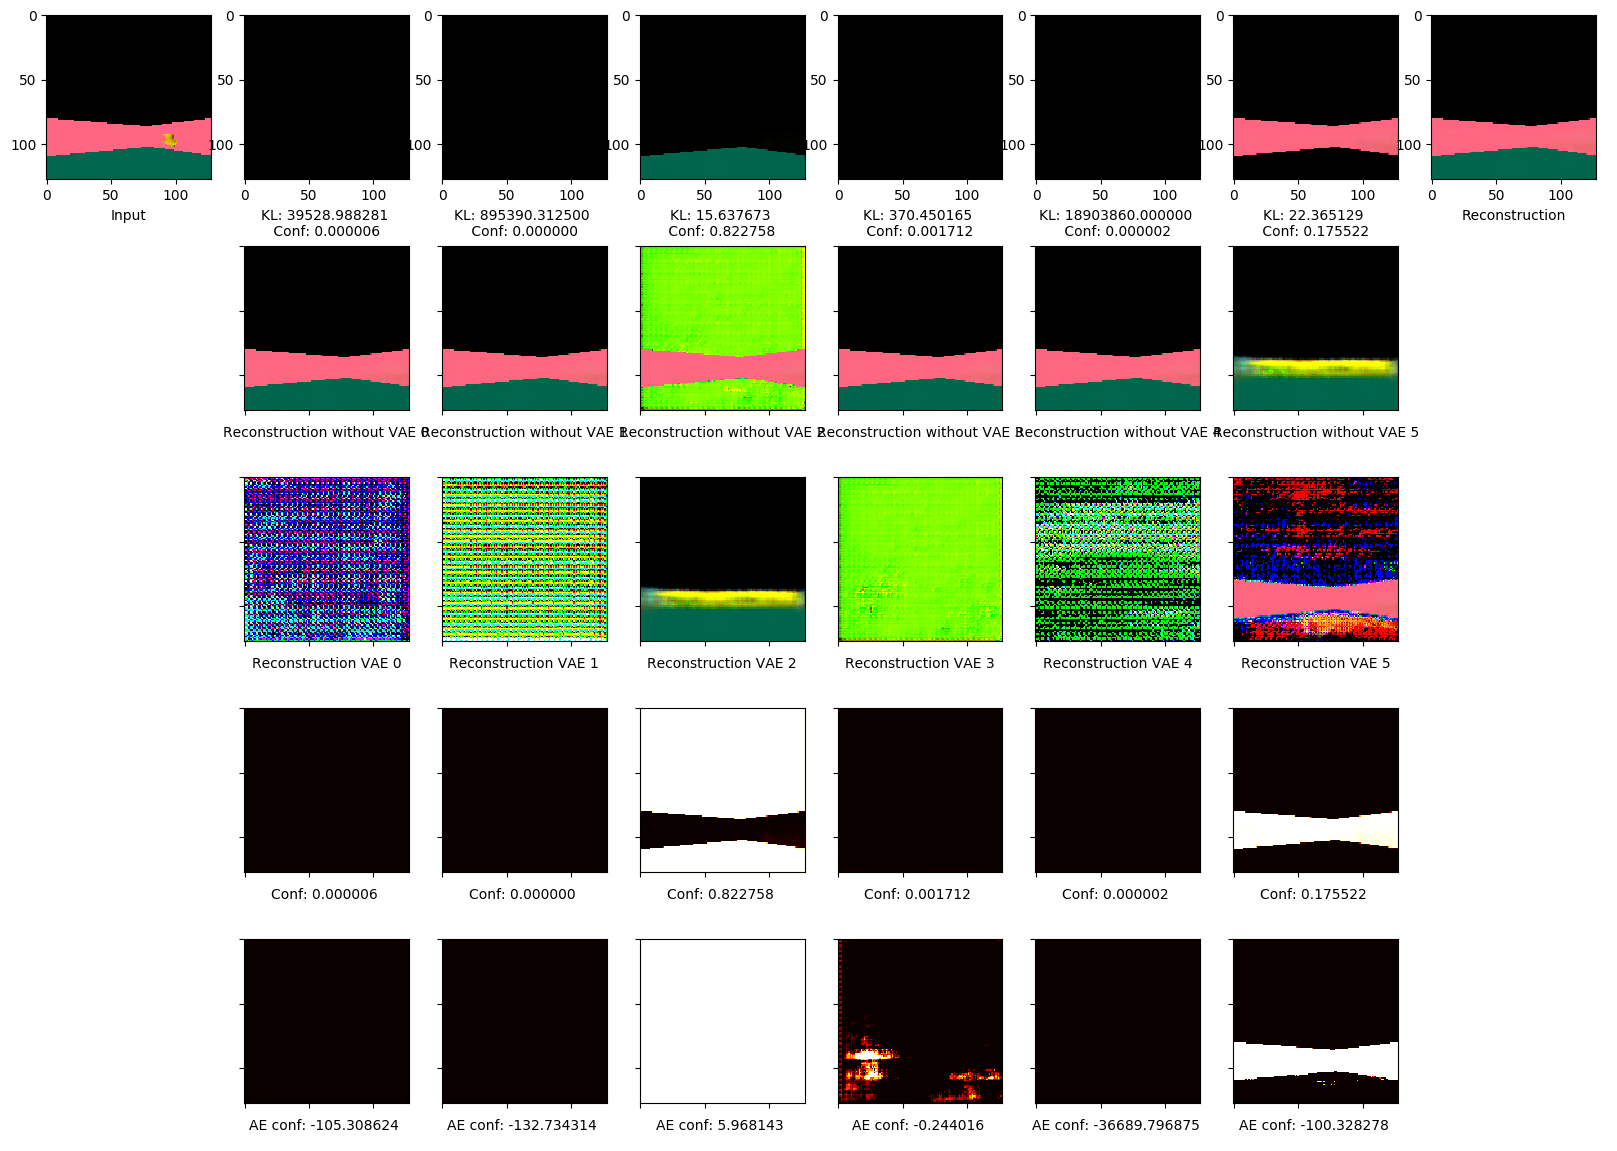 0
50
100
0 50 100
Input
0
50
100
0 50 100
KL: 39528.988281
Conf: 0.000006
0
50
100
0 50 100
KL: 895390.312500
Conf: 0.000000
0
50
100
0 50 100
KL: 15.637673
Conf: 0.822758
0
50
100
0 50 100
KL: 370.450165
Conf: 0.001712
0
50
100
0 50 100
KL: 18903860.000000
Conf: 0.000002
0
50
100
0 50 100
KL: 22.365129
Conf: 0.175522
0
50
100
0 50 100
Reconstruction
Reconstruction without VAE 0
Reconstruction without VAE 1
Reconstruction without VAE 2
Reconstruction without VAE 3
Reconstruction without VAE 4
Reconstruction without VAE 5
Reconstruction VAE 0
Reconstruction VAE 1
Reconstruction VAE 2
Reconstruction VAE 3
Reconstruction VAE 4
Reconstruction VAE 5
Conf: 0.000006
Conf: 0.000000
Conf: 0.822758
Conf: 0.001712
Conf: 0.000002
Conf: 0.175522
AE conf: -105.308624
AE conf: -132.734314
AE conf: 5.968143
AE conf: -0.244016
AE conf: -36689.796875
AE conf: -100.328278